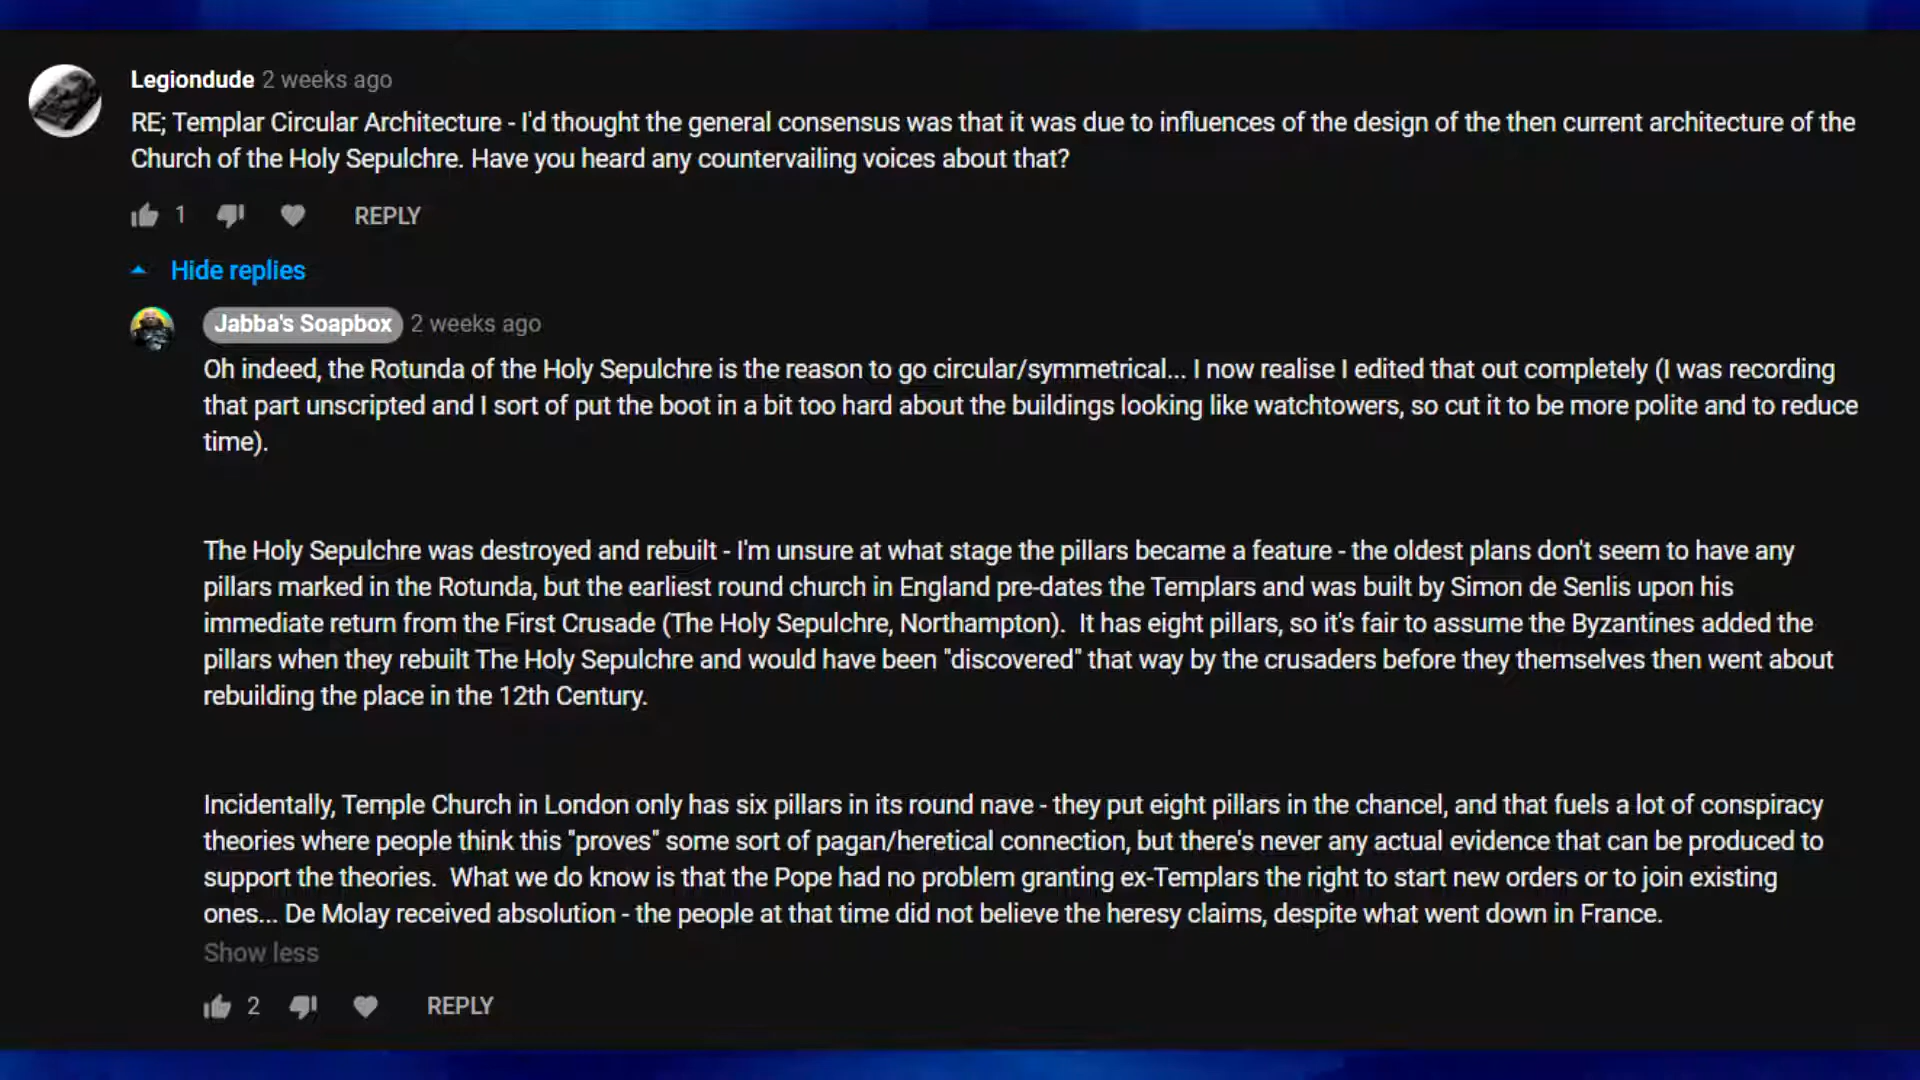 Legiondude 2 weeks ago
RE; Templar Circular Architecture - I'd thought the general consensus was that it was due to influences of the design of the then current architecture of the
Church of the Holy Sepulchre. Have you heard any countervailing voices about that?
1 REPLY
Hide replies
Jabba's Soapbox 2 weeks ago
Oh indeed, the Rotunda of the Holy Sepulchre is the reason to go circular/symmetrical... I now realise I edited that out completely (I was recording
that part unscripted and I sort of put the boot in a bit too hard about the buildings looking like watchtowers, so cut it to be more polite and to reduce
time).
The Holy Sepulchre was destroyed and rebuilt - I'm unsure at what stage the pillars became a feature - the oldest plans don't seem to have any
pillars marked in the Rotunda, but the earliest round church in England pre-dates the Templars and was built by Simon de Senlis upon his
immediate return from the First Crusade (The Holy Sepulchre, Northampton). It has eight pillars, so it's fair to assume the Byzantines added the
pillars when they rebuilt The Holy Sepulchre and would have been "discovered" that way by the crusaders before they themselves then went about
rebuilding the place in the 12th Century.
Incidentally, Temple Church in London only has six pillars in its round nave - they put eight pillars in the chancel, and that fuels a lot of conspiracy
theories where people think this "proves" some sort of pagan/heretical connection, but there's never any actual evidence that can be produced to
support the theories. What we do know is that the Pope had no problem granting ex-Templars the right to start new orders or to join existing
ones... De Molay received absolution - the people at that time did not believe the heresy claims, despite what went down in France.
Show less
2 REPLY